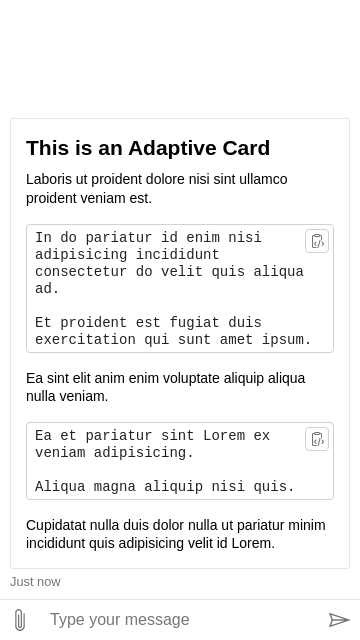 This is an Adaptive Card
Laboris ut proident dolore nisi sint ullamco
proident veniam est.
In do pariatur id enim nisi
adipisicing incididunt
consectetur do velit quis aliqua
ad.
Et proident est fugiat duis
exercitation qui sunt amet ipsum.
Ea sint elit anim enim voluptate aliquip aliqua
nulla veniam.
Ea et pariatur sint Lorem ex
veniam adipisicing.
Aliqua magna aliquip nisi quis.
Cupidatat nulla duis dolor nulla ut pariatur minim
incididunt quis adipisicing velit id Lorem.
Just now
Type your message